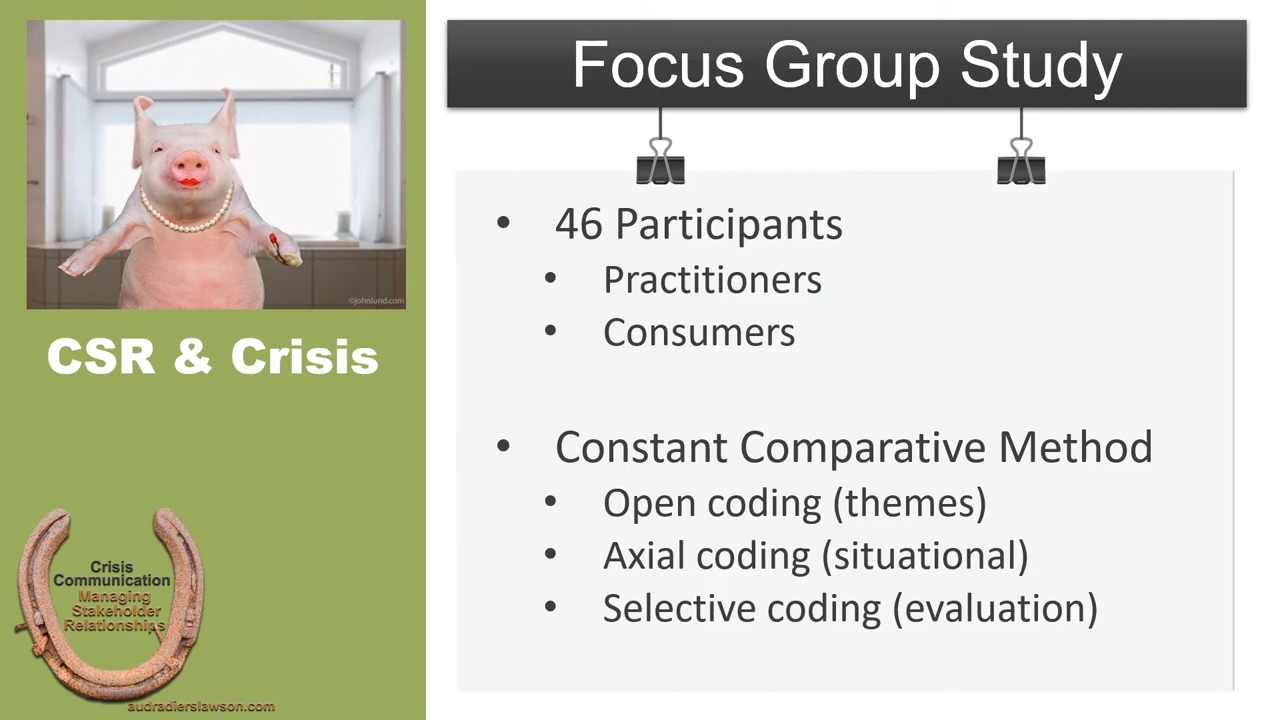 Focus Group Study
©johnlund.com
CSR & Crisis
• 46 Participants
• Practitioners
• Consumers
• Constant Comparative Method
• Open coding (themes)
• Axial coding (situational)
• Selective coding (evaluation)
Crisis
Communication
Managing
Stakeholder
Relationships
audradierslawson.com